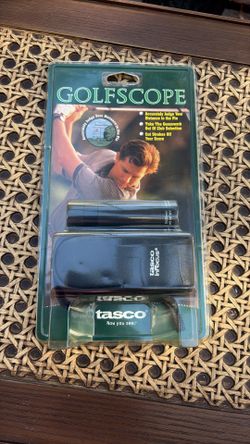 GOLFSCOPE
Accurately Judge Your
Distance to the Pin
Take The Guesswork
Out Of Club Selection
Cut Strokes Off
Your Score
tasco
InFocus
tasco
Now you see.